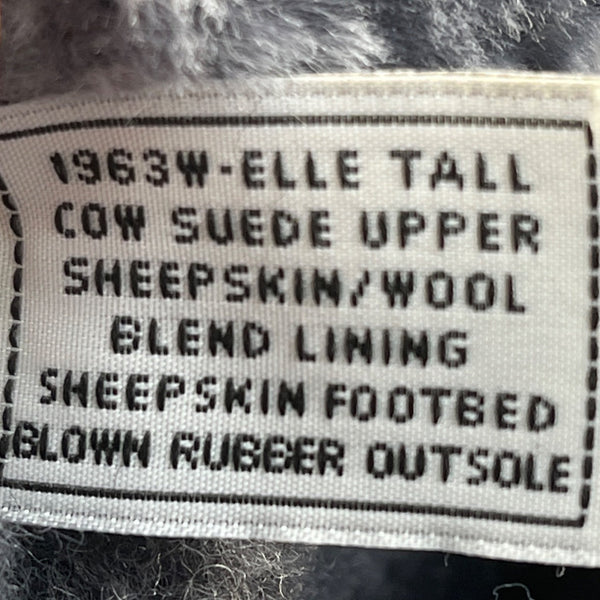 1963W-ELLE TALL
COW SUEDE UPPER
SHEEPSKIN/WOOL
BLEND LINING
SHEEPSKIN FOOTBED
BLOWN RUBBER OUTSOLE